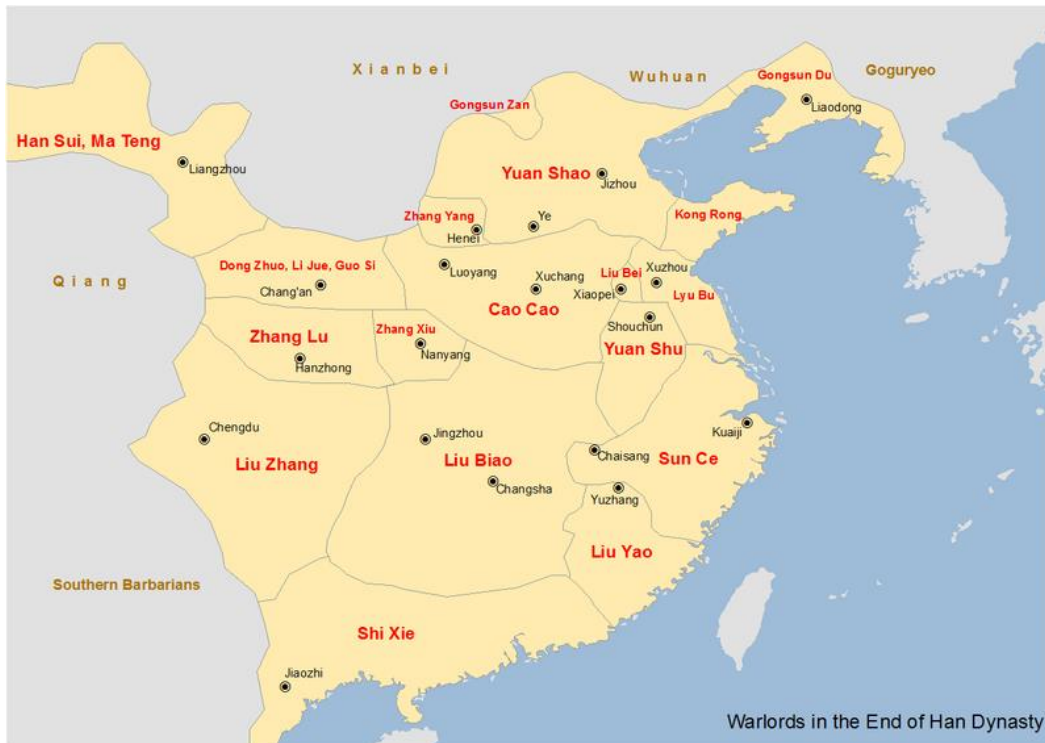 Xianbei
Wuhuan
Gongsun Du
Goguryeo
Gongsun Zan
Liaodong
Han Sui, Ma Teng
Liangzhou
Yuan Shao
Jizhou
Zhang Yang
Henei
Ye
Kong Rong
Qiang
Dong Zhuo, Li Jue, Guo Si
Chang'an
Luoyang
Xuchang
Cao Cao
Liu Bei
Xiaopei
Xuzhou
Lyu Bu
Zhang Lu
Hanzhong
Zhang Xiu
Nanyang
Shouchun
Yuan Shu
Chengdu
Liu Zhang
Jingzhou
Liu Biao
Changsha
Chaisang
Kuaiji
Sun Ce
Yuzhang
Liu Yao
Southern Barbarians
Shi Xie
Jiaozhi
Warlords in the End of Han Dynasty